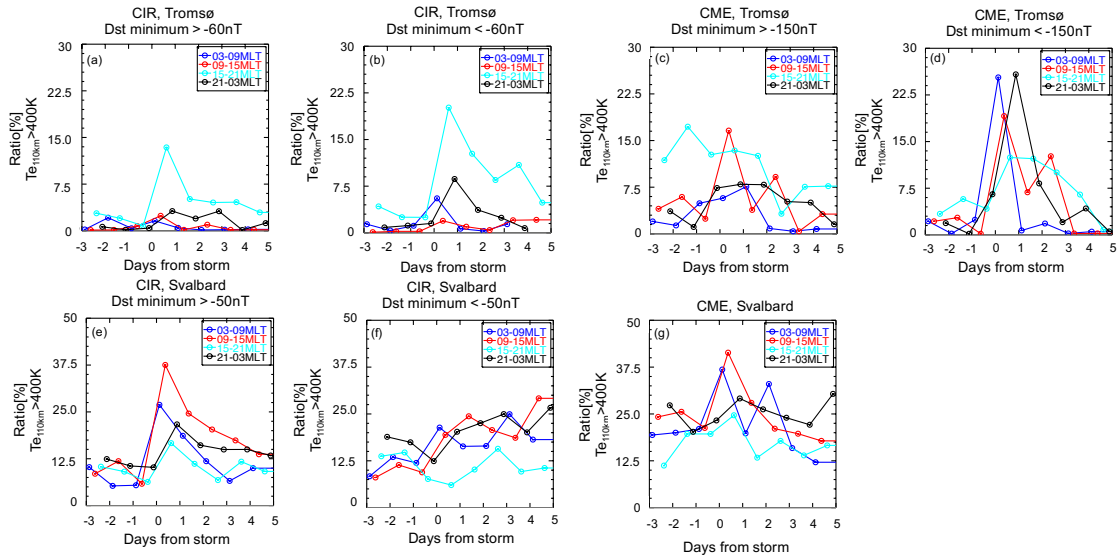 CIR, Tromsø
Dst minimum > -60nT
(a)
03-09MLT
09-15MLT
15-21MLT
21-03MLT
30
22.5
15.0
7.5
0
Ratio[%]
Te110km>400K
-3 -2 -1 0 1 2 3 4 5
Days from storm
CIR, Tromsø
Dst minimum < -60nT
(b)
03-09MLT
09-15MLT
15-21MLT
21-03MLT
30
22.5
15.0
7.5
0
Ratio[%]
Te110km>400K
-3 -2 -1 0 1 2 3 4 5
Days from storm
CME, Tromsø
Dst minimum > -150nT
(c)
03-09MLT
09-15MLT
15-21MLT
21-03MLT
30
22.5
15.0
7.5
0
Ratio[%]
Te110km>400K
-3 -2 -1 0 1 2 3 4 5
Days from storm
CME, Tromsø
Dst minimum < -150nT
(d)
03-09MLT
09-15MLT
15-21MLT
21-03MLT
30
22.5
15.0
7.5
0
Ratio[%]
Te110km>400K
-3 -2 -1 0 1 2 3 4 5
Days from storm
CIR, Svalbard
Dst minimum > -50nT
(e)
03-09MLT
09-15MLT
15-21MLT
21-03MLT
50
37.5
25.0
12.5
0
Ratio[%]
Te110km>400K
-3 -2 -1 0 1 2 3 4 5
Days from storm
CIR, Svalbard
Dst minimum < -50nT
(f)
03-09MLT
09-15MLT
15-21MLT
21-03MLT
50
37.5
25.0
12.5
0
Ratio[%]
Te110km>400K
-3 -2 -1 0 1 2 3 4 5
Days from storm
CME, Svalbard
(g)
03-09MLT
09-15MLT
15-21MLT
21-03MLT
50
37.5
25.0
12.5
0
Ratio[%]
Te110km>400K
-3 -2 -1 0 1 2 3 4 5
Days from storm